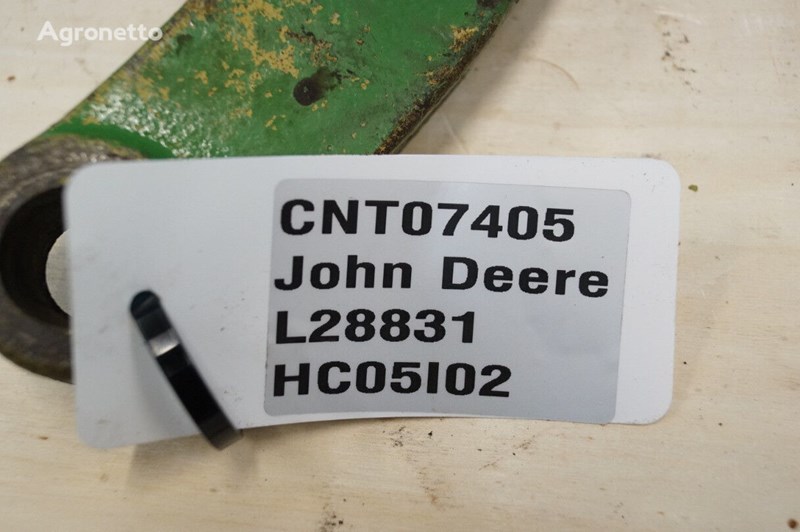 Agronetto
CNT07405
John Deere
L28831
HC05I02